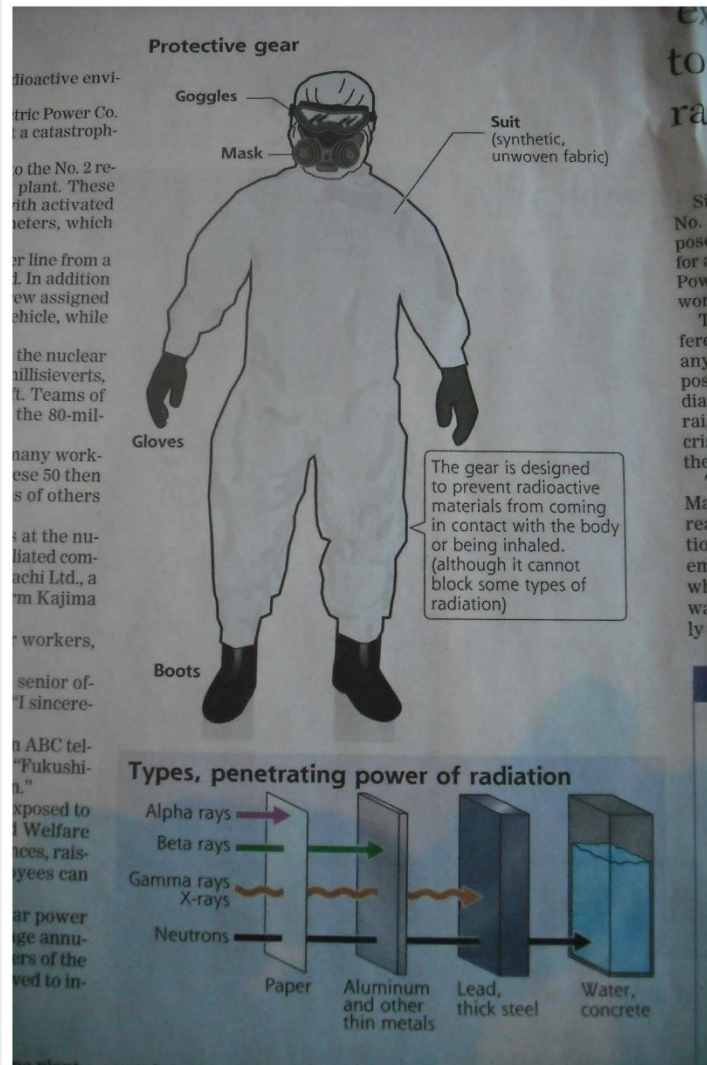 Protective gear
Goggles
Mask
Suit
(synthetic,
unwoven fabric)
Gloves
The gear is designed
to prevent radioactive
materials from coming
in contact with the body
or being inhaled.
(although it cannot
block some types of
radiation)
Boots
Types, penetrating power of radiation
Alpha rays
Beta rays
Gamma rays
X-rays
Neutrons
Paper
Aluminum
and other
thin metals
Lead,
thick steel
Water,
concrete
dioactive envi-
tric Power Co.
a catastroph-
o the No. 2 re-
plant. These
with activated
neters, which
er line from a
d. In addition
ew assigned
ehicle, while
the nuclear
nillisieverts,
ft. Teams of
the 80-mil-
many work-
ese 50 then
s of others
s at the nu-
liated com-
achi Ltd., a
rm Kajima
workers,
senior of-
"I sincere-
n ABC tel-
"Fukushi-
n."
xposed to
l Welfare
nces, rais-
oyees can
ar power
ge annu-
ers of the
ved to in-
to
ra
No.
pose
for a
Pow
wor
fere
any
pos
dia
rai
cris
the
Ma
rea
tio
em
wh
wa
ly